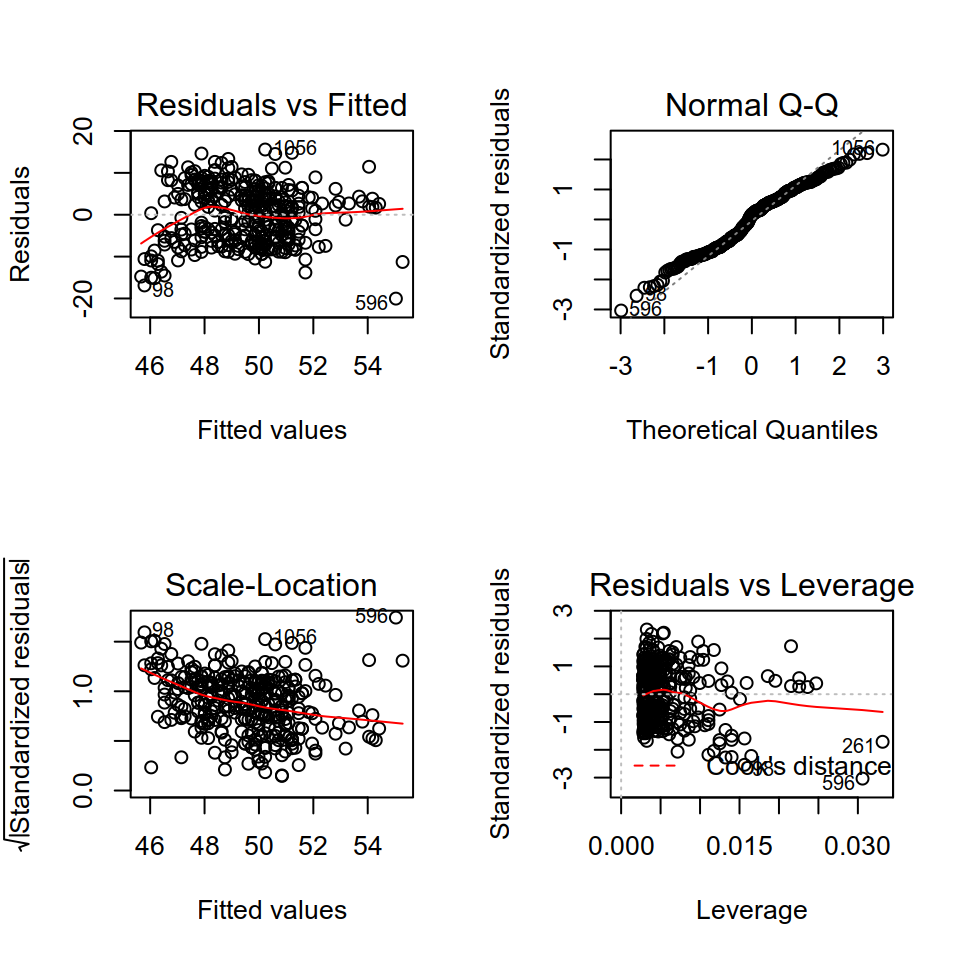 Residuals vs Fitted
Residuals
20
0
-20
1056
98
596
46 48 50 52 54
Fitted values
Normal Q-Q
Standardized residuals
1
-1
-3
1056
98
596
-3 -1 0 1 2 3
Theoretical Quantiles
Scale-Location
√|Standardized residuals|
1.0
0.0
596
98
1056
46 48 50 52 54
Fitted values
Residuals vs Leverage
Standardized residuals
3
1
-1
-3
261
Cook's distance
98
596
0.000 0.015 0.030
Leverage